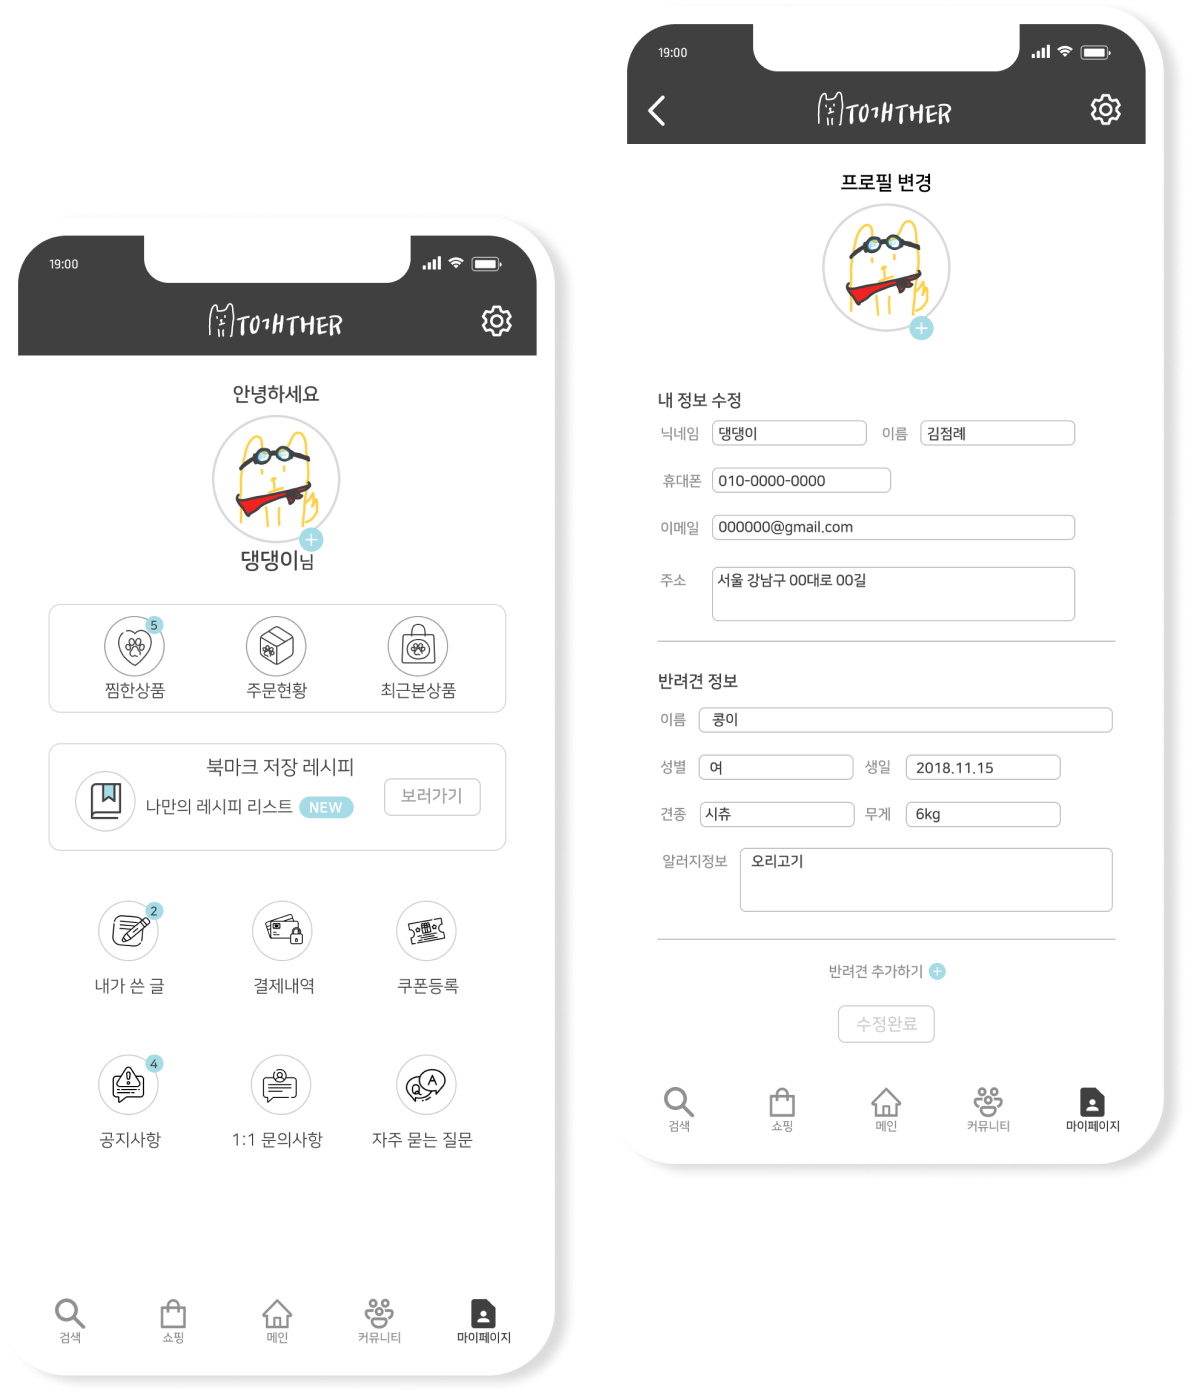 19:00
TO개THER
안녕하세요
댕댕이님
5
찜한상품 주문현황 최근본상품
북마크 저장 레시피
나만의 레시피 리스트 NEW
보러가기
2
내가 쓴 글 결제내역 쿠폰등록
4
Q A
공지사항 1:1 문의사항 자주 묻는 질문
검색 쇼핑 메인 커뮤니티 마이페이지
19:00
TO개THER
프로필 변경
내 정보 수정
닉네임 댕댕이 이름 김점례
휴대폰 010-0000-0000
이메일 000000@gmail.com
주소 서울 강남구 00대로 00길
반려견 정보
이름 콩이
성별 여 생일 2018.11.15
견종 시츄 무게 6kg
알러지정보 오리고기
반려견 추가하기
수정완료
검색 쇼핑 메인 커뮤니티 마이페이지